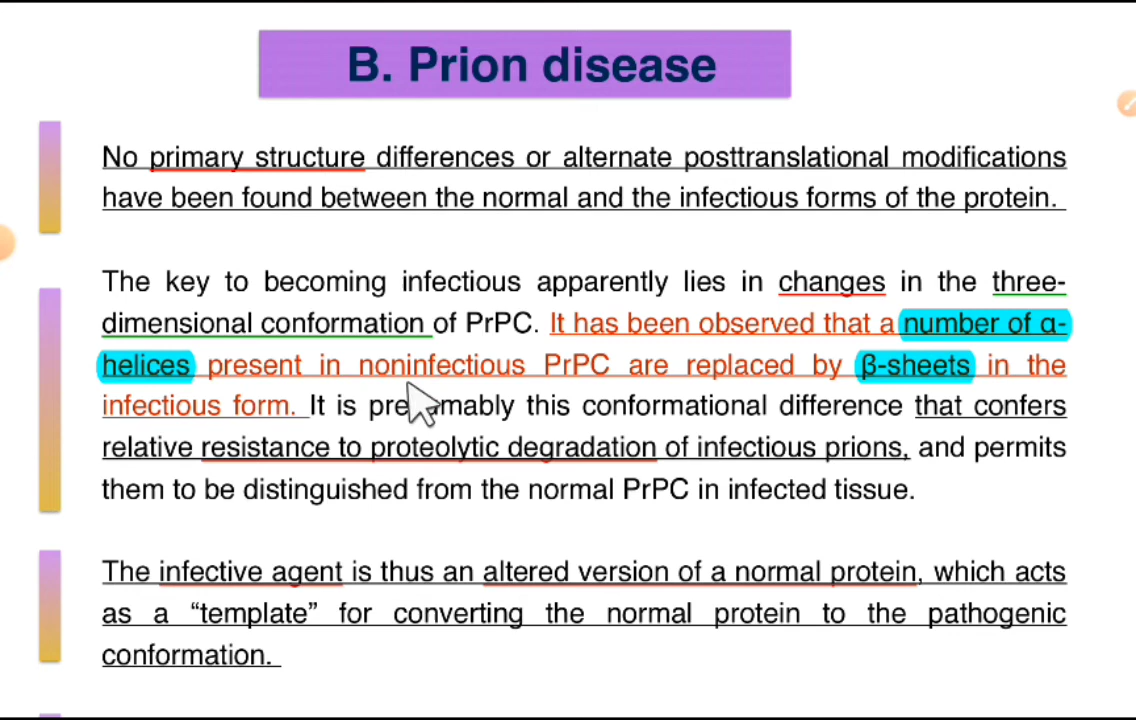 B. Prion disease
No primary structure differences or alternate posttranslational modifications
have been found between the normal and the infectious forms of the protein.
The key to becoming infectious apparently lies in changes in the three-
dimensional conformation of PrPC. It has been observed that a number of α-
helices present in noninfectious PrPC are replaced by β-sheets in the
infectious form. It is presumably this conformational difference that confers
relative resistance to proteolytic degradation of infectious prions, and permits
them to be distinguished from the normal PrPC in infected tissue.
The infective agent is thus an altered version of a normal protein, which acts
as a “template” for converting the normal protein to the pathogenic
conformation.